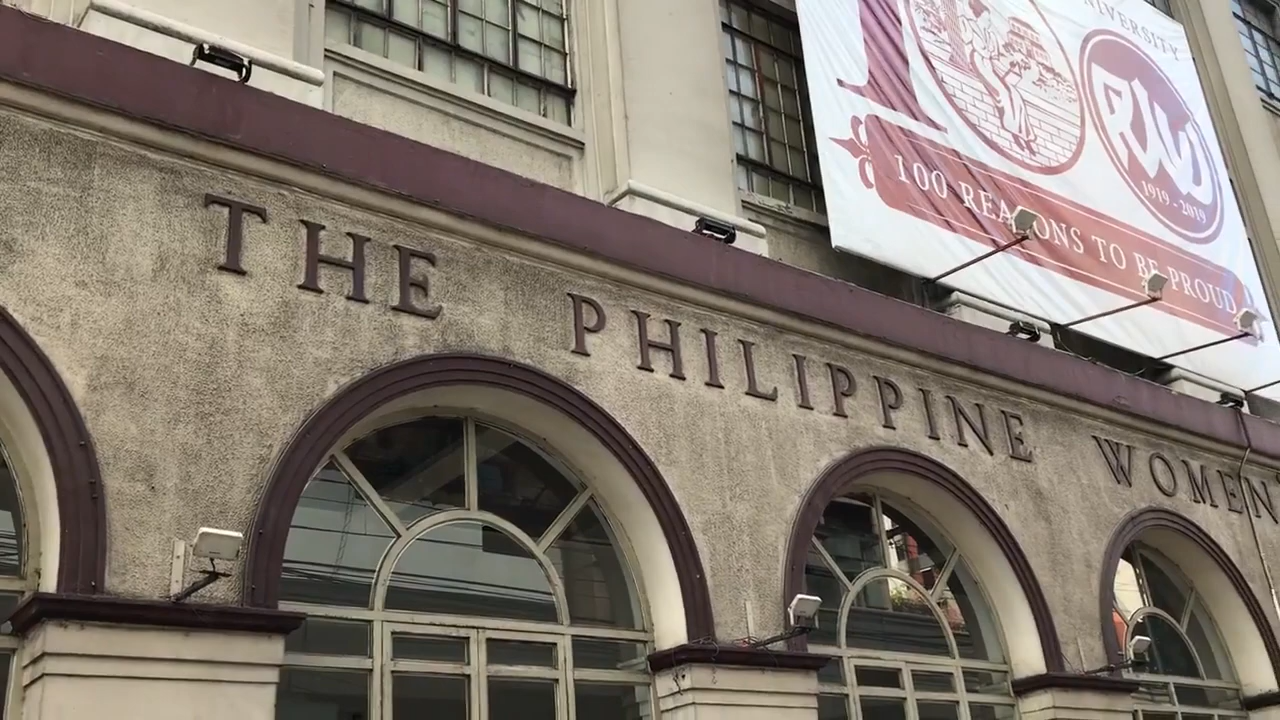 UNIVERSITY
PWU
1919-2019
100 REASONS TO BE PROUD
THE PHILIPPINE WOMEN